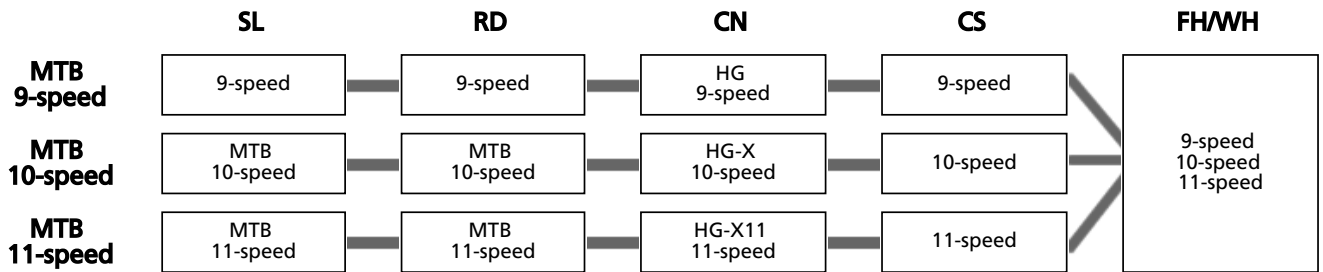 SL RD CN CS FH/WH
MTB
9-speed
9-speed
9-speed
HG
9-speed
9-speed
MTB
10-speed
MTB
10-speed
MTB
10-speed
HG-X
10-speed
10-speed
MTB
11-speed
MTB
11-speed
MTB
11-speed
HG-X11
11-speed
11-speed
9-speed
10-speed
11-speed